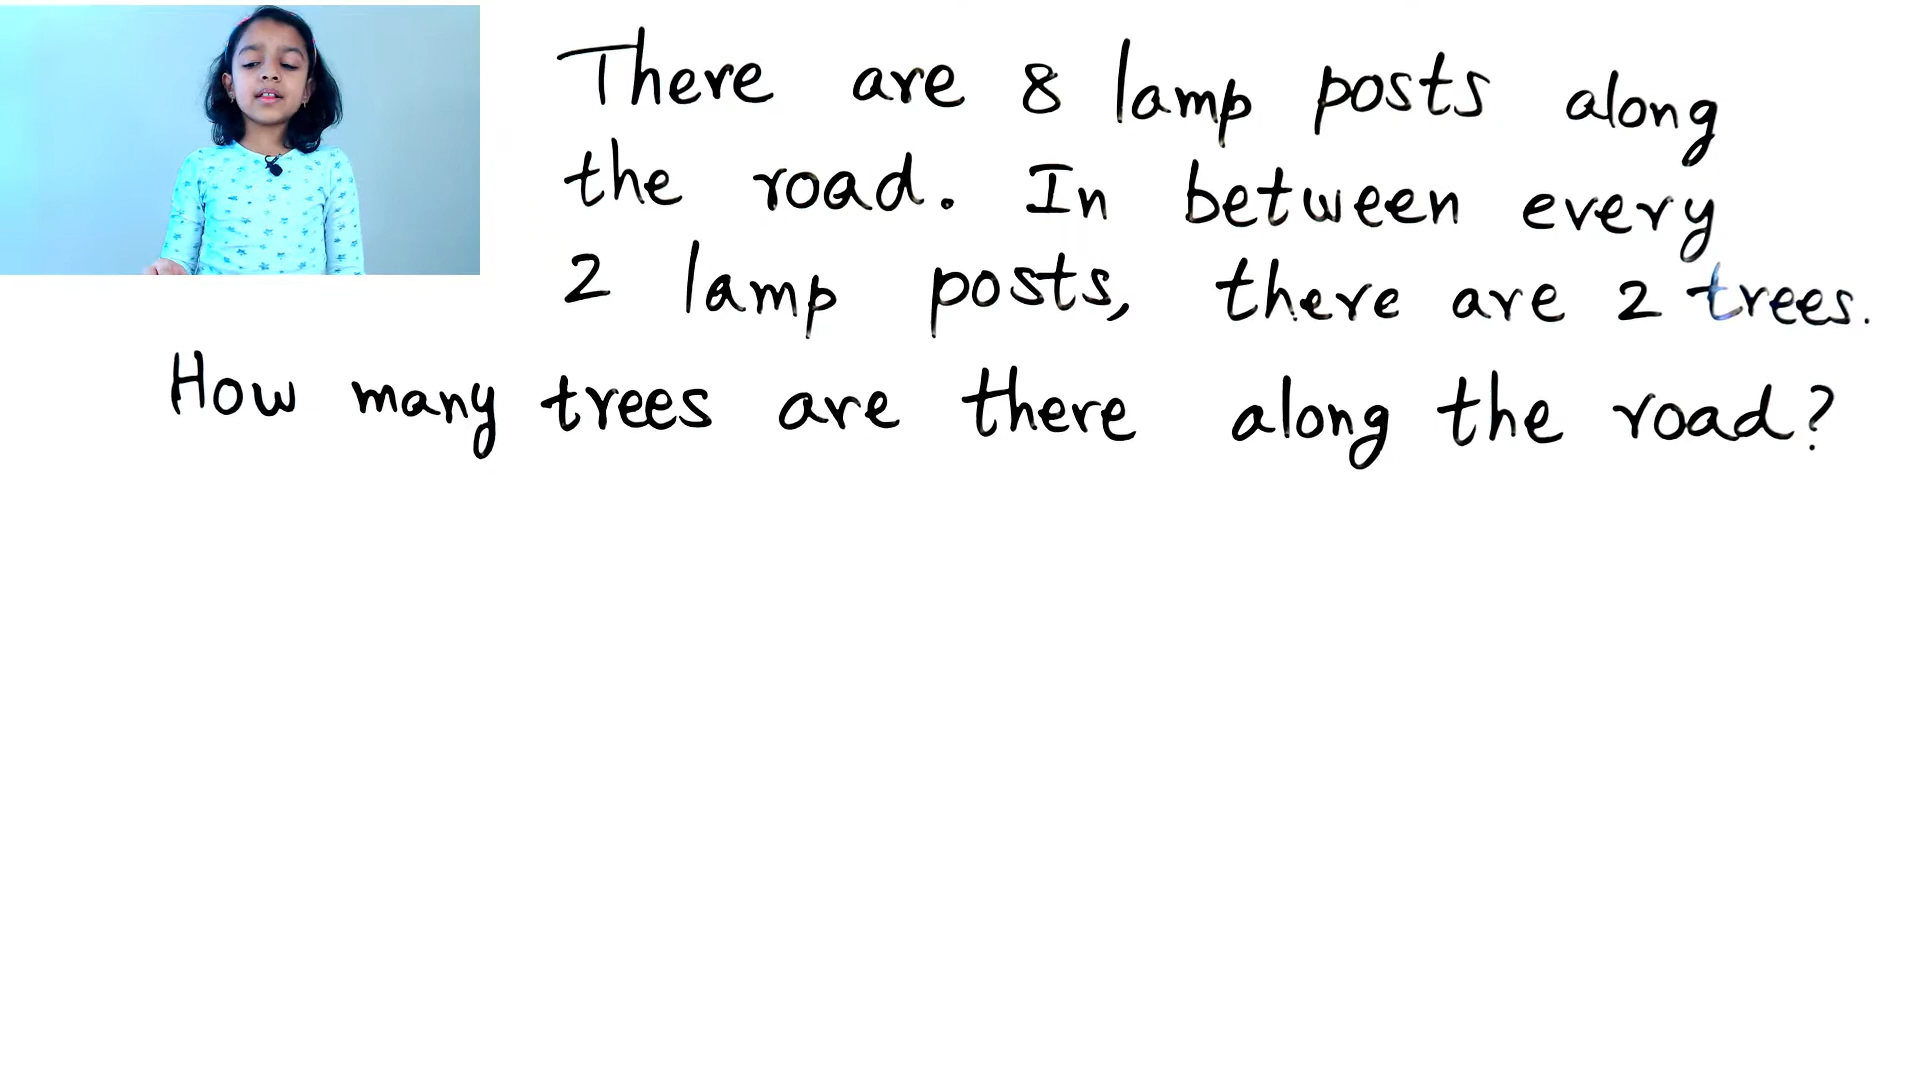 There are 8 lamp posts along
the road. In between every
2 lamp posts, there are 2 trees.
How many trees are there along the road?